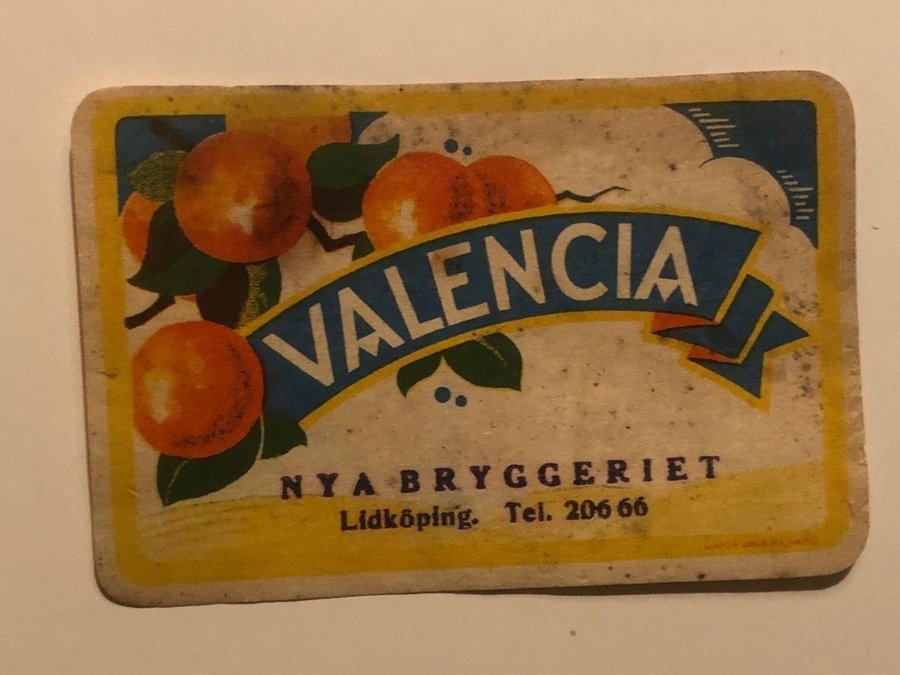 VALENCIA
NYA BRYGGERIET
Lidköping. Tel. 206 66